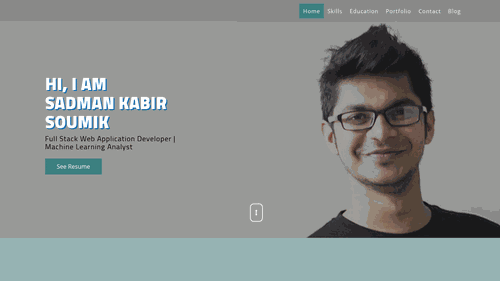 Home Skills Education Portfolio Contact Blog
HI, I AM
SADMAN KABIR
SOUMIK
Full Stack Web Application Developer |
Machine Learning Analyst
See Resume